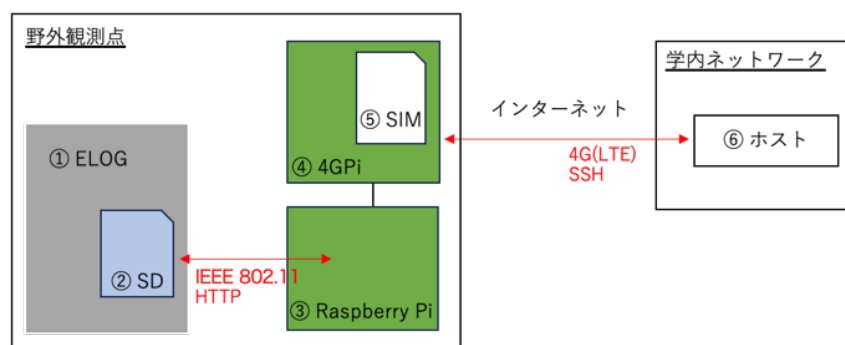 野外観測点
学内ネットワーク
⑤ SIM
インターネット
① ELOG
⑥ ホスト
④ 4GPi
4G(LTE)
SSH
② SD
IEEE 802.11
HTTP
③ Raspberry Pi